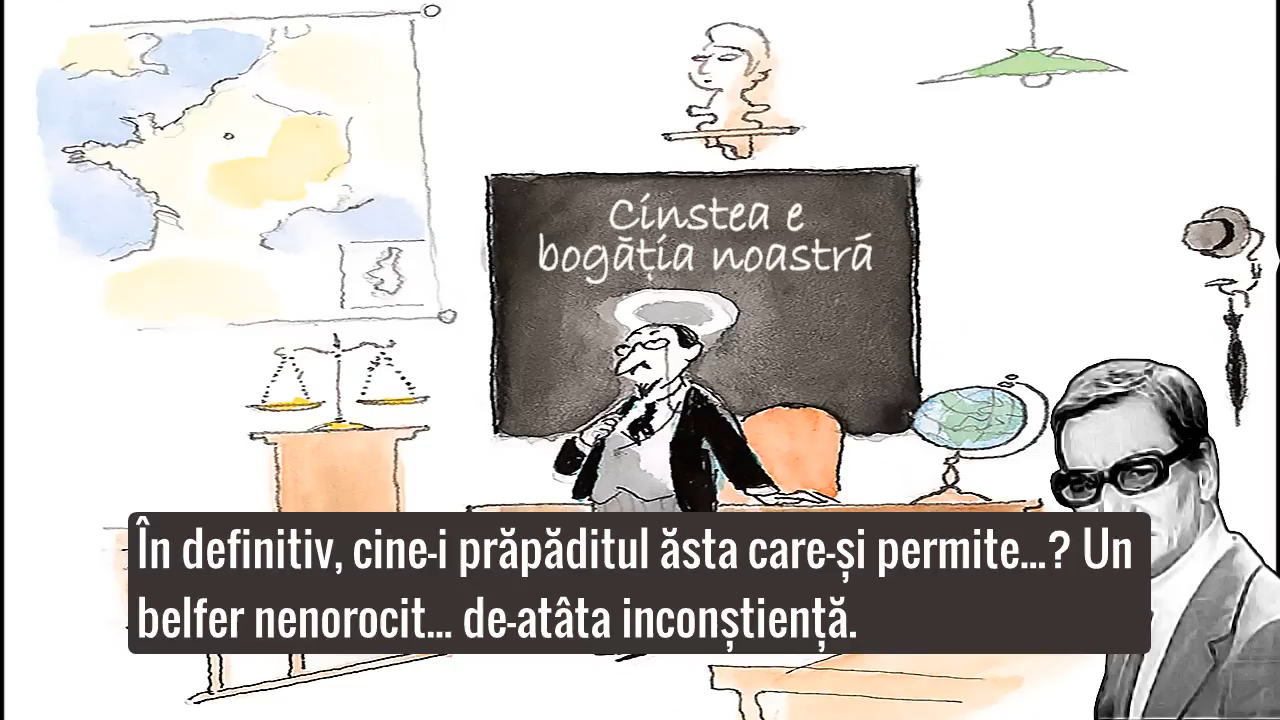 Cinstea e
bogăția noastră
În definitiv, cine-i prăpăditul ăsta care-și permite...? Un
belfer nenorocit... de-atâta inconștiență.